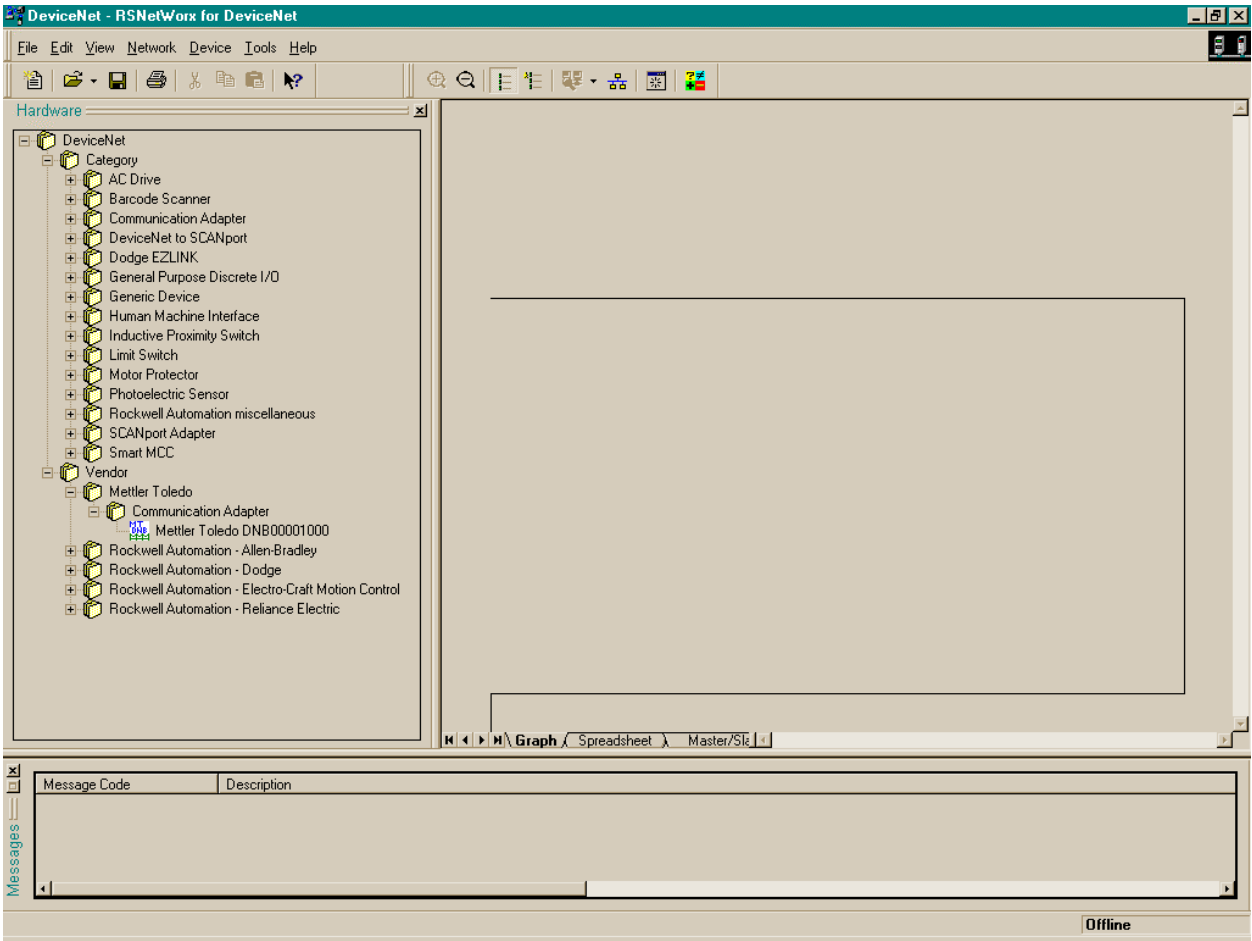 DeviceNet - RSNetWorx for DeviceNet
File Edit View Network Device Tools Help
Hardware
DeviceNet
Category
AC Drive
Barcode Scanner
Communication Adapter
DeviceNet to SCANport
Dodge EZLINK
General Purpose Discrete I/O
Generic Device
Human Machine Interface
Inductive Proximity Switch
Limit Switch
Motor Protector
Photoelectric Sensor
Rockwell Automation miscellaneous
SCANport Adapter
Smart MCC
Vendor
Mettler Toledo
Communication Adapter
MT DNB Mettler Toledo DNB00001000
Rockwell Automation - Allen-Bradley
Rockwell Automation - Dodge
Rockwell Automation - Electro-Craft Motion Control
Rockwell Automation - Reliance Electric
Graph Spreadsheet Master/Sla
Message Code Description
Messages
Offline